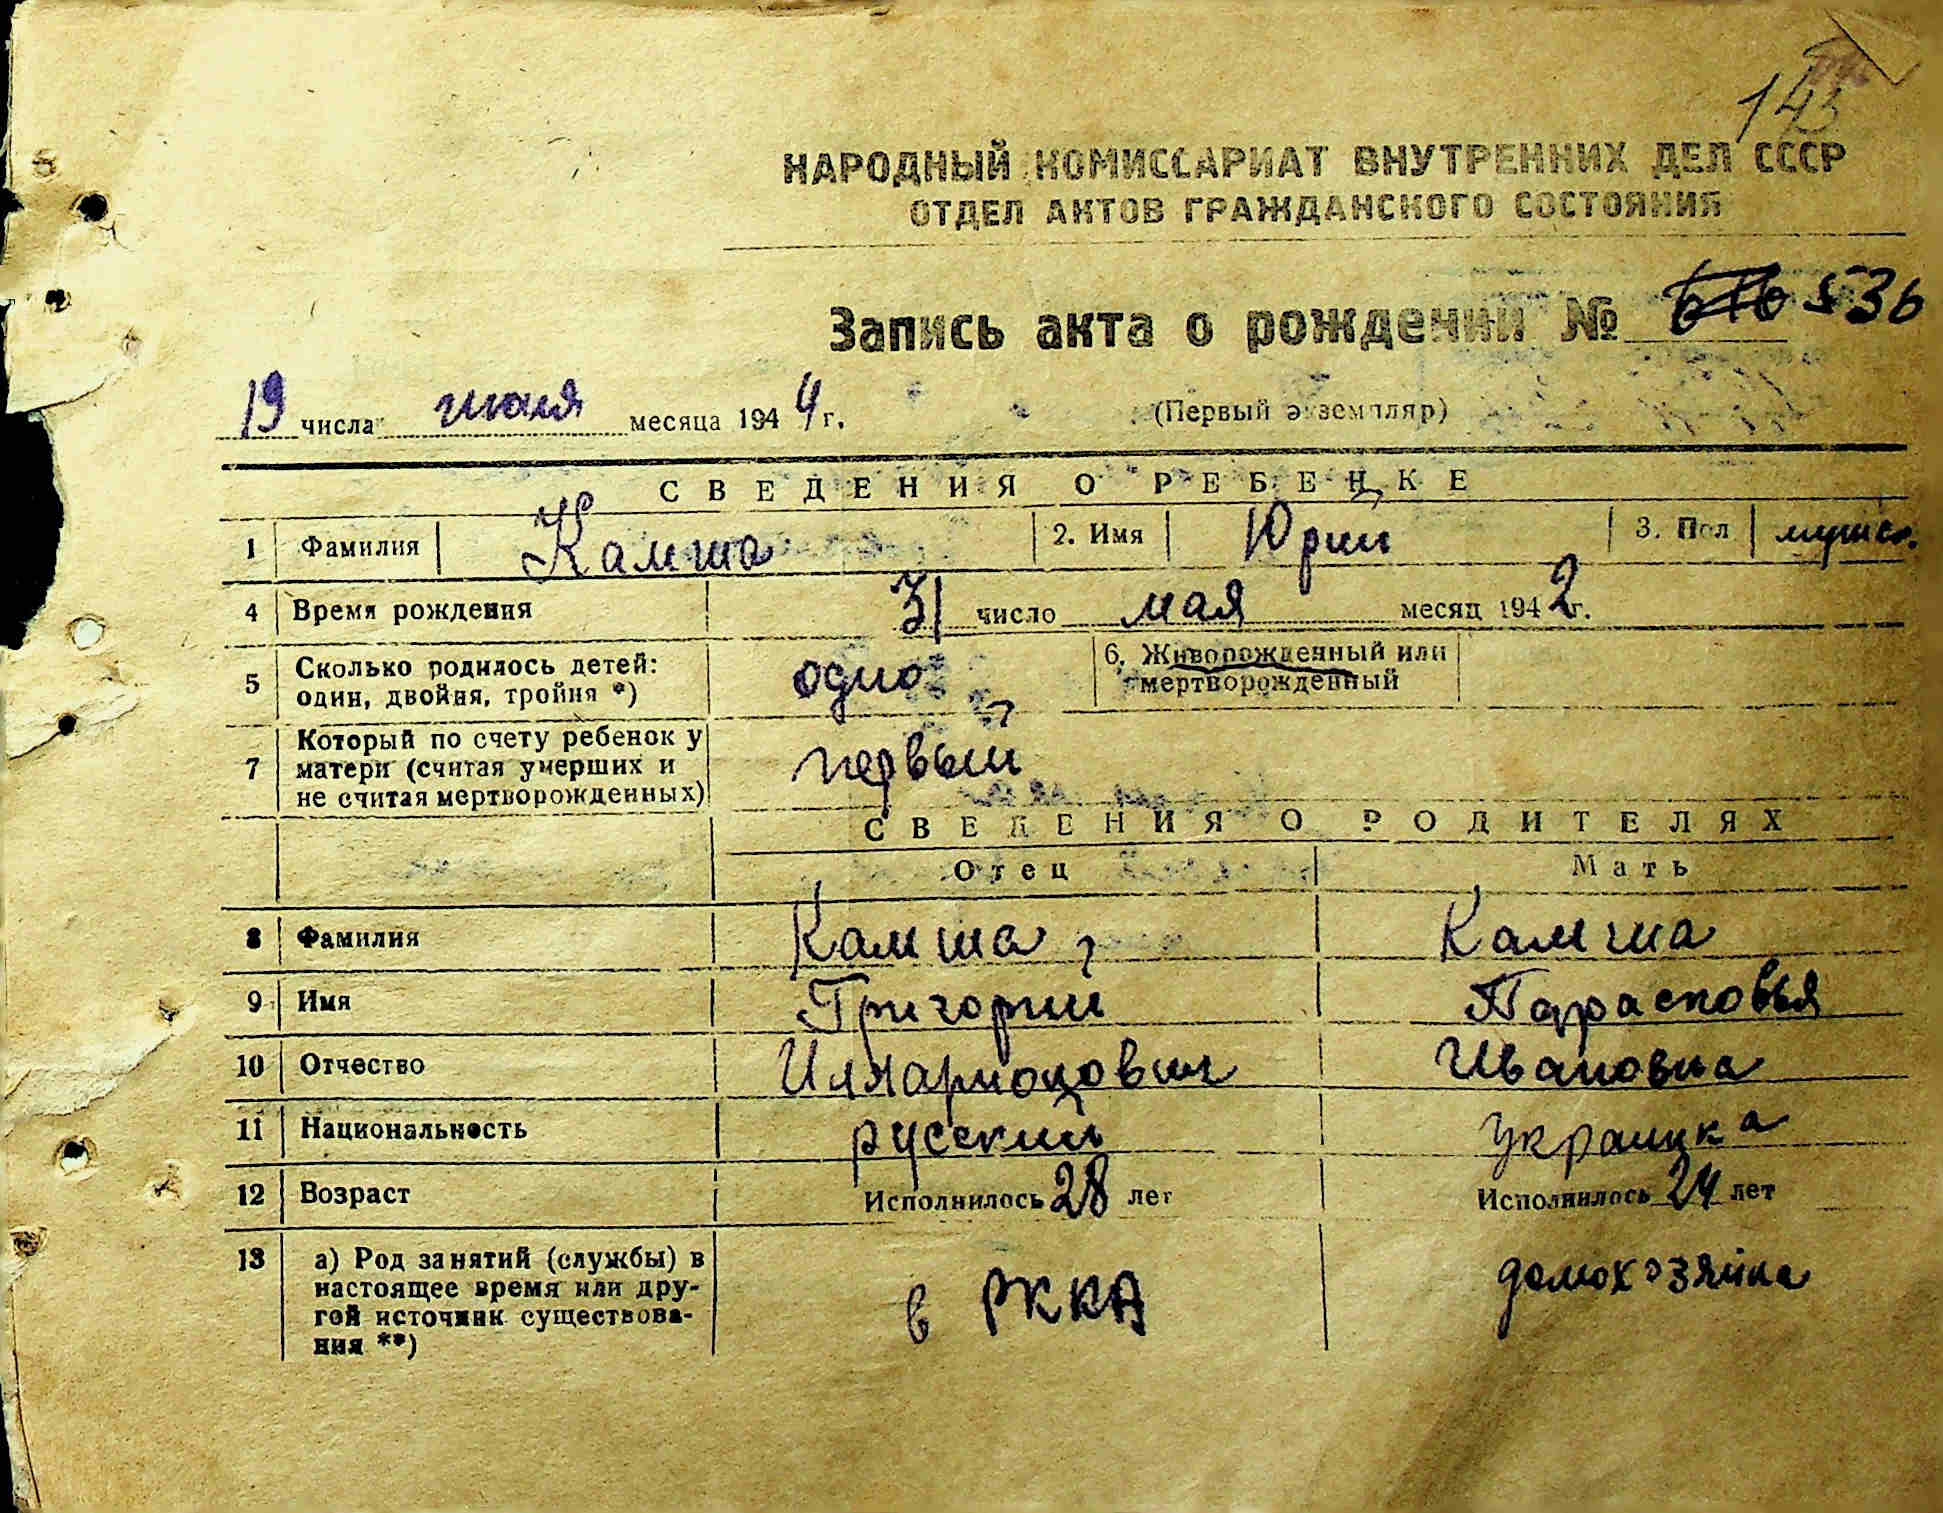 143
НАРОДНЫЙ КОМИССАРИАТ ВНУТРЕННИХ ДЕЛ СССР
ОТДЕЛ АКТОВ ГРАЖДАНСКОГО СОСТОЯНИЯ
Запись акта о рождении № 536
19 числа июля месяца 1944 г. (Первый экземпляр)
СВЕДЕНИЯ О РЕБЕНКЕ
1 Фамилия Камша 2. Имя Юрий 3. Пол мужс.
4 Время рождения 31 число мая месяц 1942 г.
5 Сколько родилось детей: один, двойня, тройня *) одно 6. Живорожденный или мертворожденный
7 Который по счету ребенок у матери (считая умерших и не считая мертворожденных) первый
СВЕДЕНИЯ О РОДИТЕЛЯХ
Отец Мать
8 Фамилия Камша Камша
9 Имя Григорий Парасковья
10 Отчество Илларионович Ивановна
11 Национальность русский украинка
12 Возраст Исполнилось 28 лет Исполнилось 24 лет
13 а) Род занятий (службы) в
настоящее время или дру-
гой источник существова-
ния **)
в РККА домохозяйка